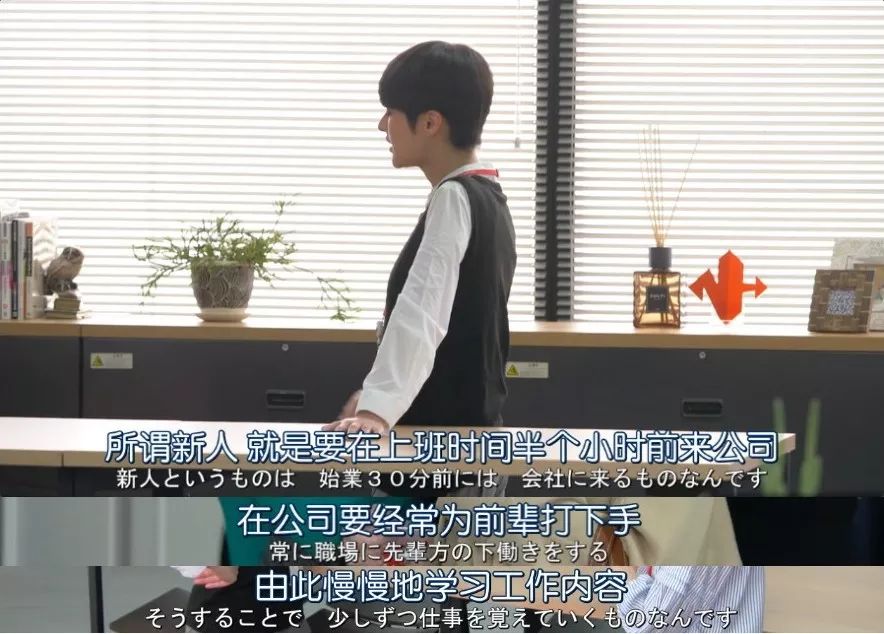 所谓新人 就是要在上班时间半个小时前来公司
新人というものは　始業３０分前には　会社に来るものなんです
在公司要经常为前辈打下手
常に職場に先輩方の下働きをする
由此慢慢地学习工作内容
そうすることで　少しずつ仕事を覚えていくものなんです